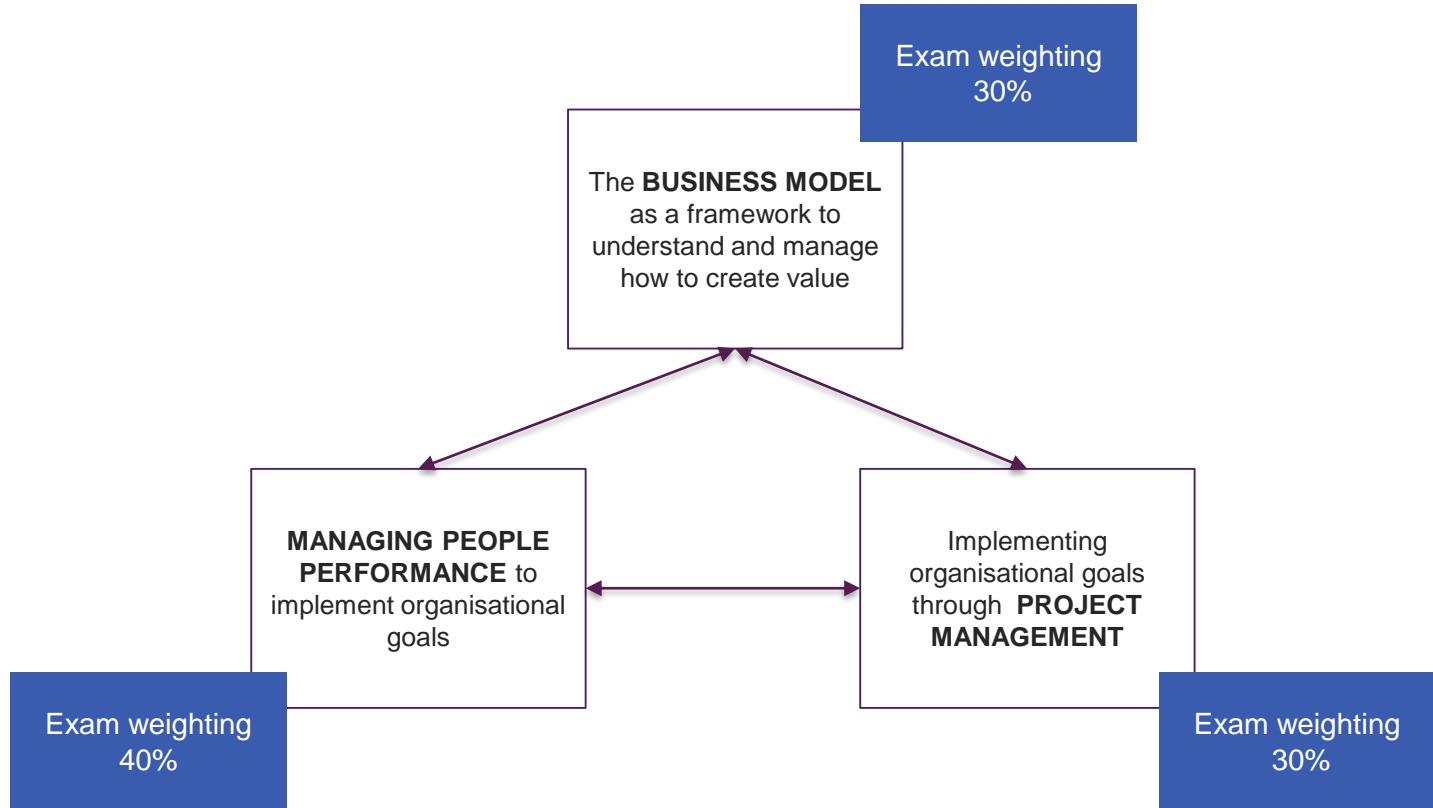 Exam weighting
30%
The BUSINESS MODEL
as a framework to
understand and manage
how to create value
MANAGING PEOPLE
PERFORMANCE to
implement organisational
goals
Implementing
organisational goals
through PROJECT
MANAGEMENT
Exam weighting
40%
Exam weighting
30%